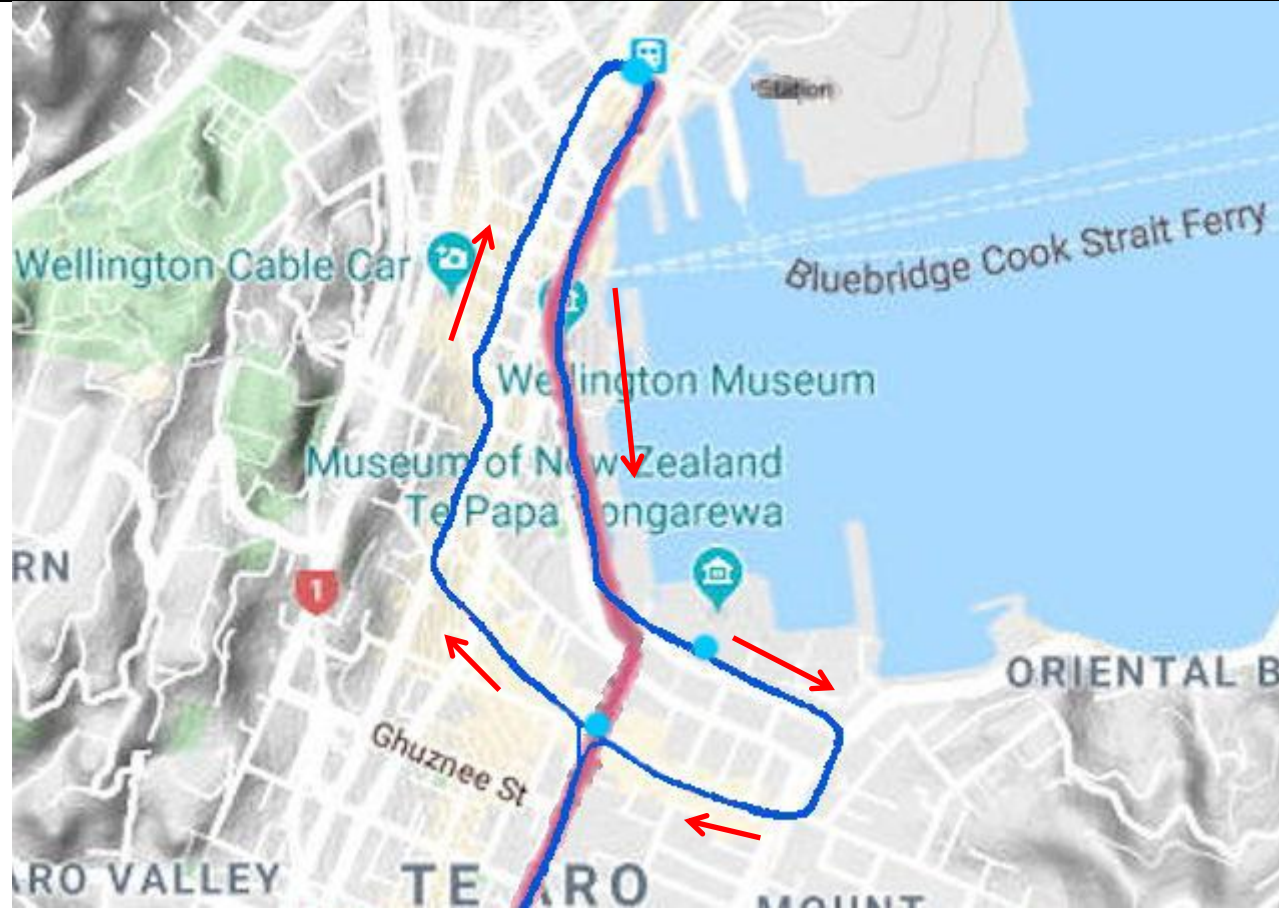 Station
Bluebridge Cook Strait Ferry
Wellington Cable Car
Wellington Museum
Museum of New Zealand
Te Papa Tongarewa
RN
1
ORIENTAL B
Ghuznee St
ARO VALLEY
TE ARO
MOUNT